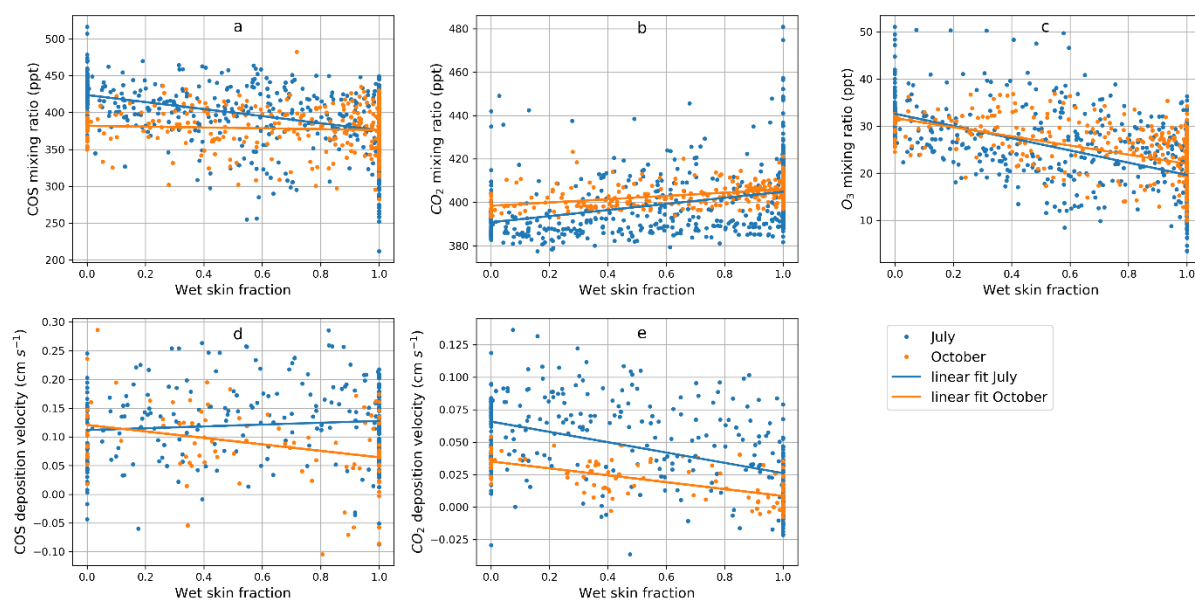 a
COS mixing ratio (ppt)
500
450
400
350
300
250
200
0.0 0.2 0.4 0.6 0.8 1.0
Wet skin fraction
b
CO₂ mixing ratio (ppt)
480
460
440
420
400
380
0.0 0.2 0.4 0.6 0.8 1.0
Wet skin fraction
c
O₃ mixing ratio (ppt)
50
40
30
20
10
0.0 0.2 0.4 0.6 0.8 1.0
Wet skin fraction
d
COS deposition velocity (cm s⁻¹)
0.30
0.25
0.20
0.15
0.10
0.05
0.00
−0.05
−0.10
0.0 0.2 0.4 0.6 0.8 1.0
Wet skin fraction
e
CO₂ deposition velocity (cm s⁻¹)
0.125
0.100
0.075
0.050
0.025
0.000
−0.025
0.0 0.2 0.4 0.6 0.8 1.0
Wet skin fraction
July
October
linear fit July
linear fit October